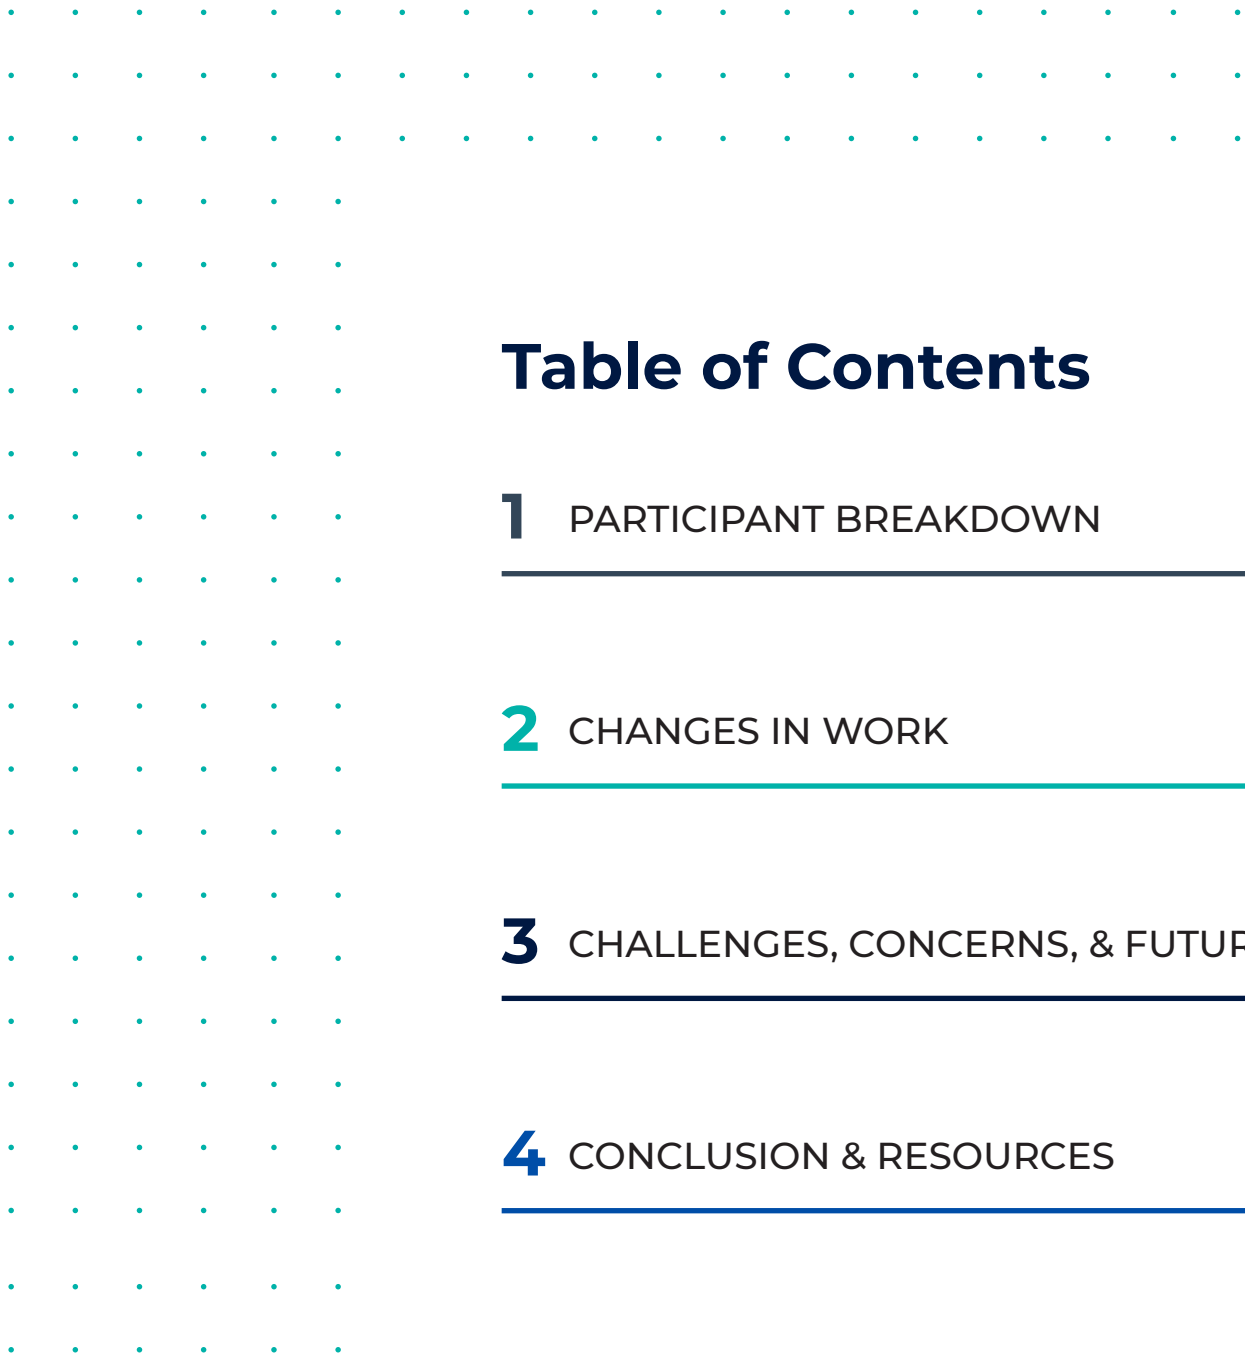 Table of Contents
1 PARTICIPANT BREAKDOWN
2 CHANGES IN WORK
3 CHALLENGES, CONCERNS, &
4 CONCLUSION & RESOURCES